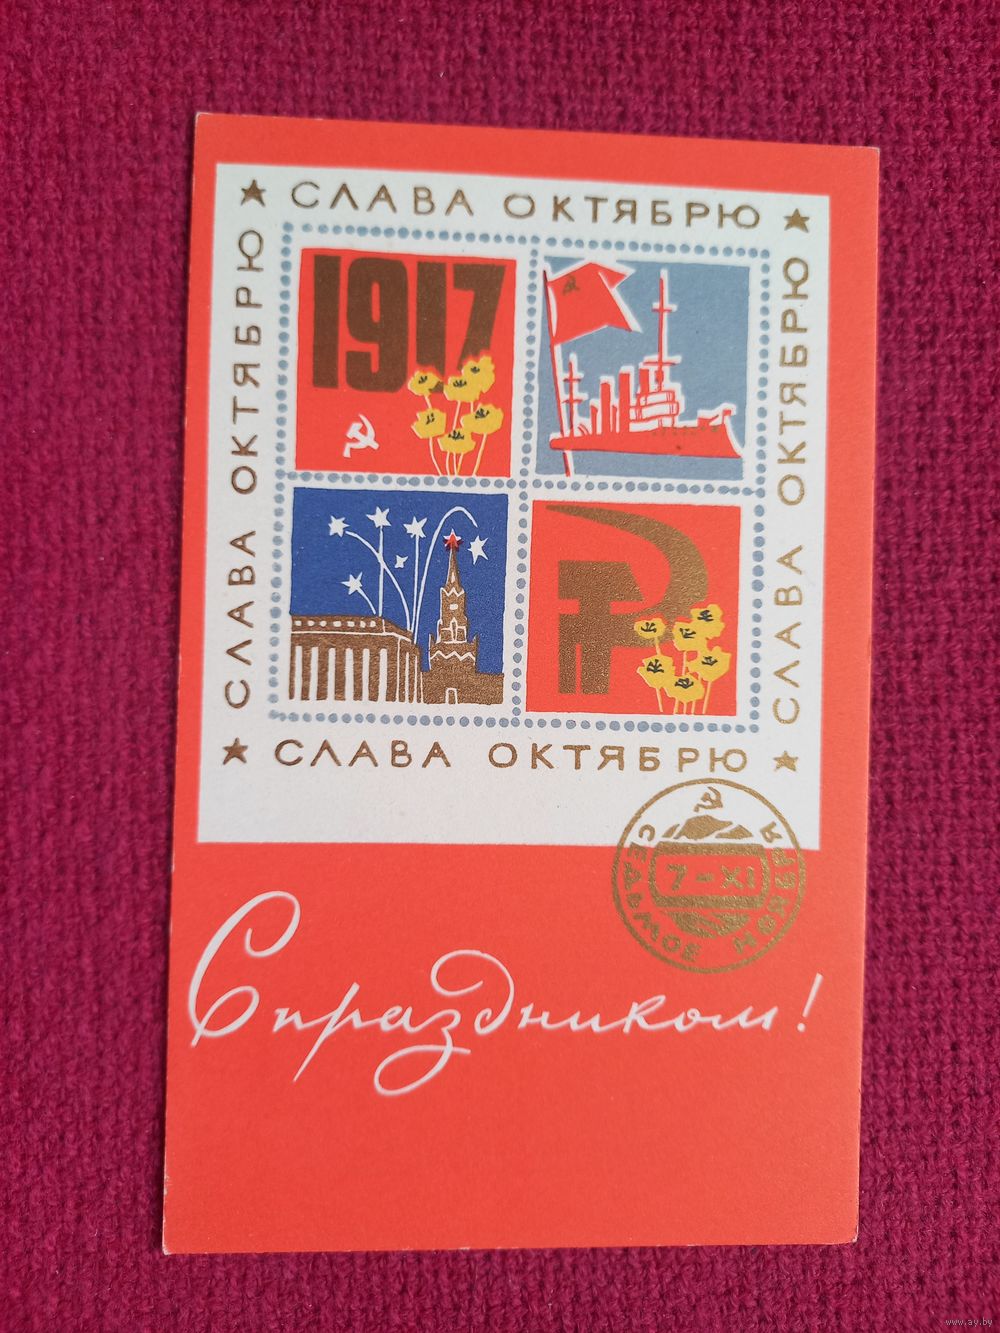 СЛАВА ОКТЯБРЮ
СЛАВА ОКТЯБРЮ
СЛАВА ОКТЯБРЮ
1917
СЛАВА ОКТЯБРЮ
7-XI
СЕДЬМОЕ НОЯБРЯ
С праздником!
www.ay.by